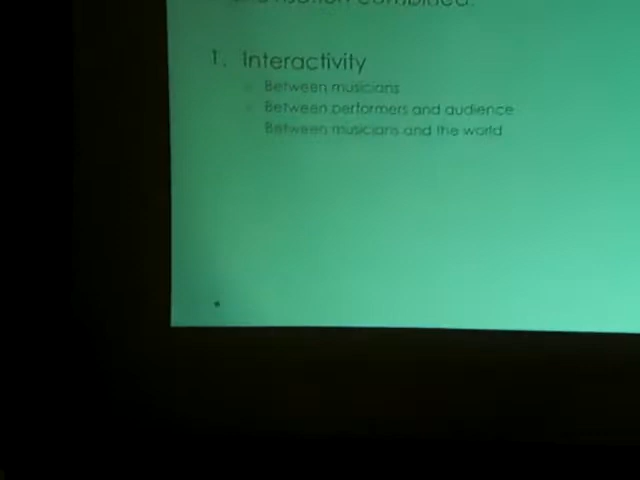 1. Interactivity
Between musicians
Between performers and audience
Between musicians and the world